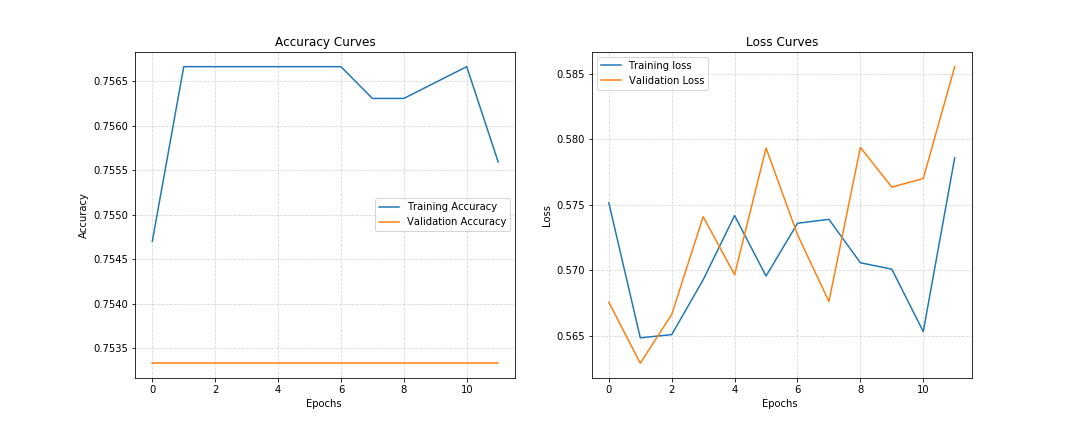 Accuracy Curves
0.7565
0.7560
0.7555
0.7550
0.7545
0.7540
0.7535
Accuracy
Training Accuracy
Validation Accuracy
0 2 4 6 8 10
Epochs
Loss Curves
Training loss
Validation Loss
0.585
0.580
0.575
0.570
0.565
Loss
0 2 4 6 8 10
Epochs